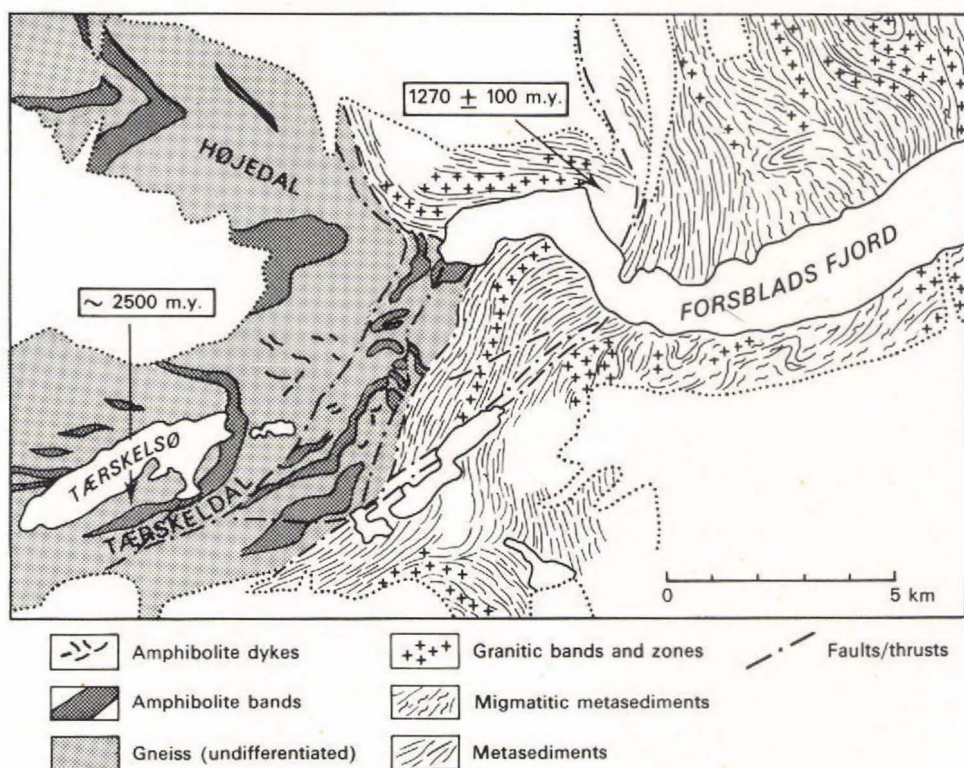 1270 ± 100 m.y.
HØJEDAL
FORSBLADS FJORD
~ 2500 m.y.
TÆRSKELSØ
TÆRSKELDAL
0 5 km
Amphibolite dykes
Granitic bands and zones
Faults/thrusts
Amphibolite bands
Migmatitic metasediments
Gneiss (undifferentiated)
Metasediments